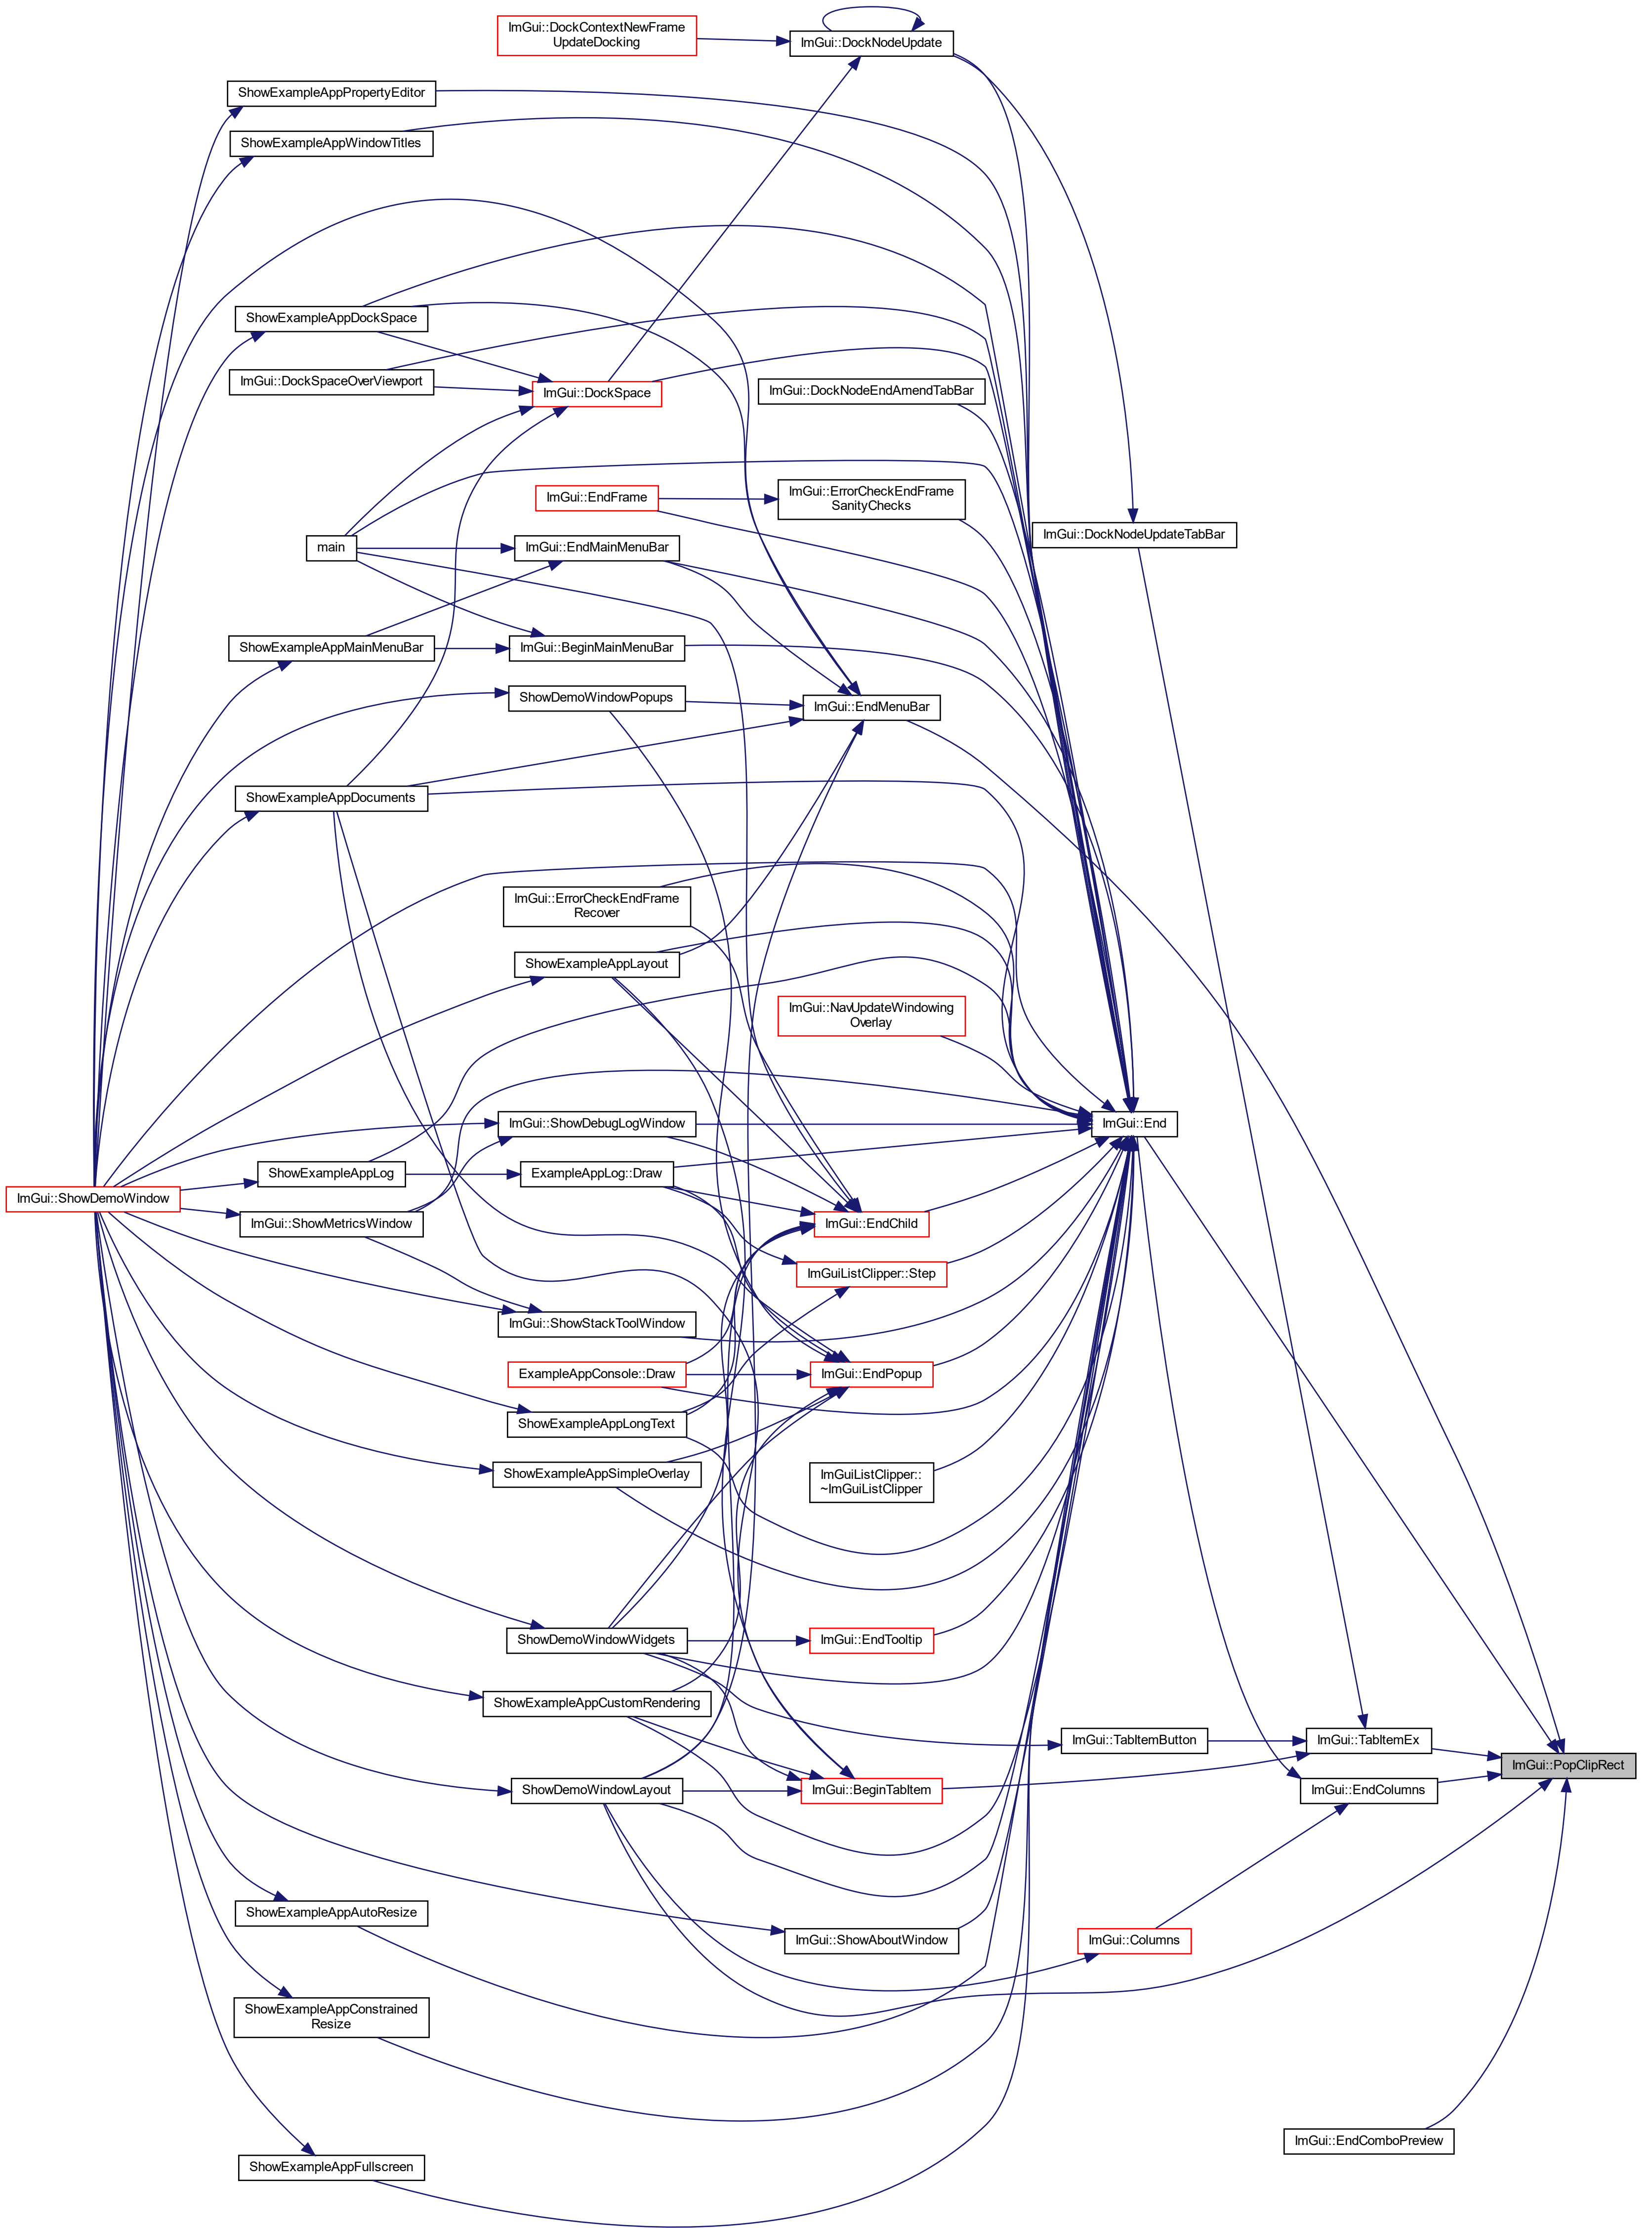 ImGui::DockContextNewFrame
UpdateDocking
ImGui::DockNodeUpdate
ShowExampleAppPropertyEditor
ShowExampleAppWindowTitles
ShowExampleAppDockSpace
ImGui::DockSpaceOverViewport
ImGui::DockSpace
ImGui::DockNodeEndAmendTabBar
ImGui::EndFrame
ImGui::ErrorCheckEndFrame
SanityChecks
ImGui::DockNodeUpdateTabBar
main
ImGui::EndMainMenuBar
ShowExampleAppMainMenuBar
ImGui::BeginMainMenuBar
ShowDemoWindowPopups
ImGui::EndMenuBar
ShowExampleAppDocuments
ImGui::ErrorCheckEndFrame
Recover
ShowExampleAppLayout
ImGui::NavUpdateWindowing
Overlay
ImGui::ShowDebugLogWindow
ImGui::End
ShowExampleAppLog
ExampleAppLog::Draw
ImGui::ShowDemoWindow
ImGui::ShowMetricsWindow
ImGui::EndChild
ImGuiListClipper::Step
ImGui::ShowStackToolWindow
ExampleAppConsole::Draw
ImGui::EndPopup
ShowExampleAppLongText
ShowExampleAppSimpleOverlay
ImGuiListClipper::
~ImGuiListClipper
ShowDemoWindowWidgets
ImGui::EndTooltip
ShowExampleAppCustomRendering
ImGui::TabItemButton
ImGui::TabItemEx
ImGui::PopClipRect
ShowDemoWindowLayout
ImGui::BeginTabItem
ImGui::EndColumns
ShowExampleAppAutoResize
ImGui::ShowAboutWindow
ImGui::Columns
ShowExampleAppConstrained
Resize
ImGui::EndComboPreview
ShowExampleAppFullscreen